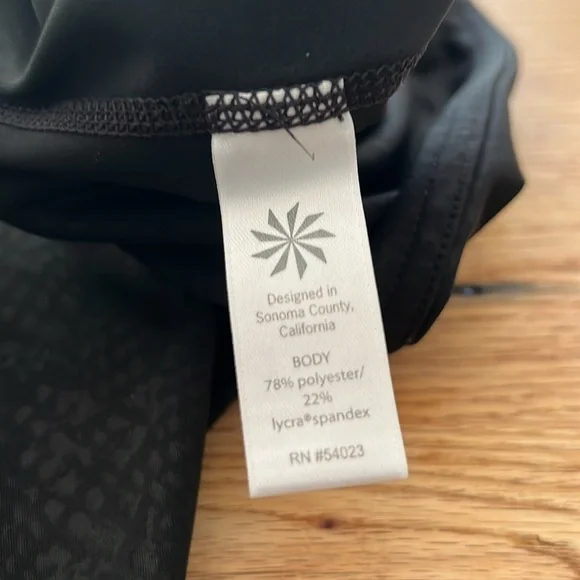 Designed in
Sonoma County,
California
BODY
78% polyester/
22%
lycra®spandex
RN #54023